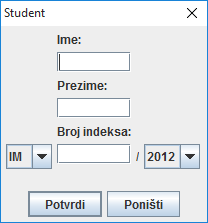 Student
Ime:
Prezime:
Broj indeksa:
IM / 2012
Potvrdi Poništi